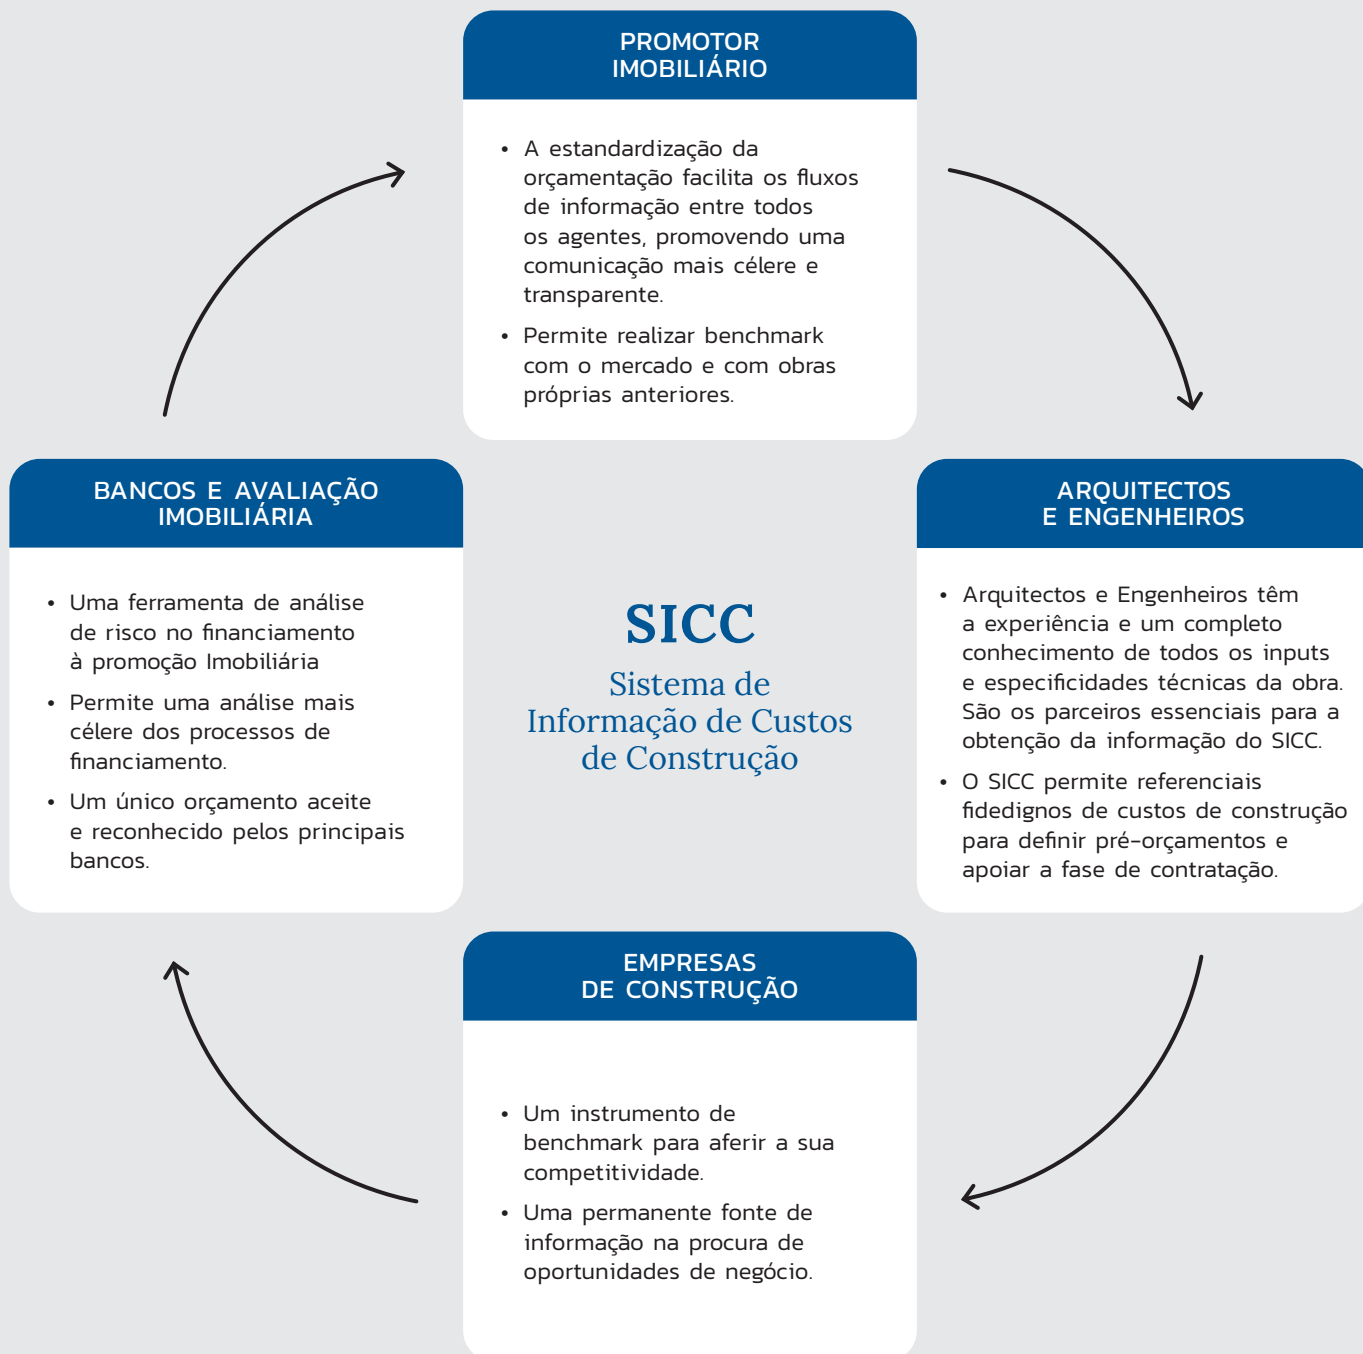 PROMOTOR
IMOBILIÁRIO
• A estandardização da
orçamentação facilita os fluxos
de informação entre todos
os agentes, promovendo uma
comunicação mais célere e
transparente.
• Permite realizar benchmark
com o mercado e com obras
próprias anteriores.
BANCOS E AVALIAÇÃO
IMOBILIÁRIA
• Uma ferramenta de análise
de risco no financiamento
à promoção Imobiliária
• Permite uma análise mais
célere dos processos de
financiamento.
• Um único orçamento aceite
e reconhecido pelos principais
bancos.
SICC
Sistema de
Informação de Custos
de Construção
ARQUITECTOS
E ENGENHEIROS
• Arquitectos e Engenheiros têm
a experiência e um completo
conhecimento de todos os inputs
e especificidades técnicas da obra.
São os parceiros essenciais para a
obtenção da informação do SICC.
• O SICC permite referenciais
fidedignos de custos de construção
para definir pré-orçamentos e
apoiar a fase de contratação.
EMPRESAS
DE CONSTRUÇÃO
• Um instrumento de
benchmark para aferir a sua
competitividade.
• Uma permanente fonte de
informação na procura de
oportunidades de negócio.